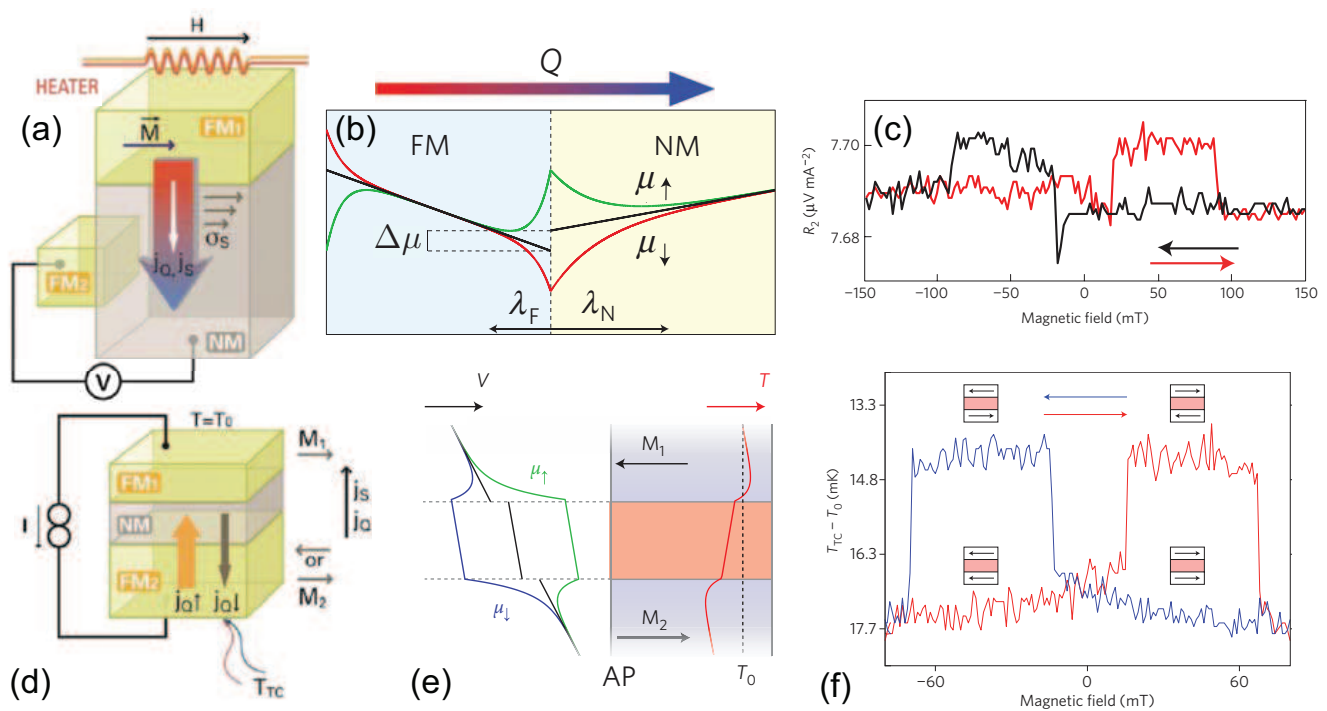 (a)
H
HEATER
M
FM1
σS
jQ, jS
FM2
NM
V
Q
(b)
FM
NM
μ↑
Δμ
μ↓
λF
λN
(c)
7.70
7.68
R2 (μV mA−2)
−150
−100
−50
0
50
100
150
Magnetic field (mT)
(d)
T=T0
M1
FM1
NM
FM2
I
jS
jQ
or
M2
jQ↑
jQ↓
TTC
(e)
V
T
μ↑
μ↓
M1
M2
AP
T0
(f)
13.3
14.8
16.3
17.7
TTC − T0 (mK)
−60
0
60
Magnetic field (mT)